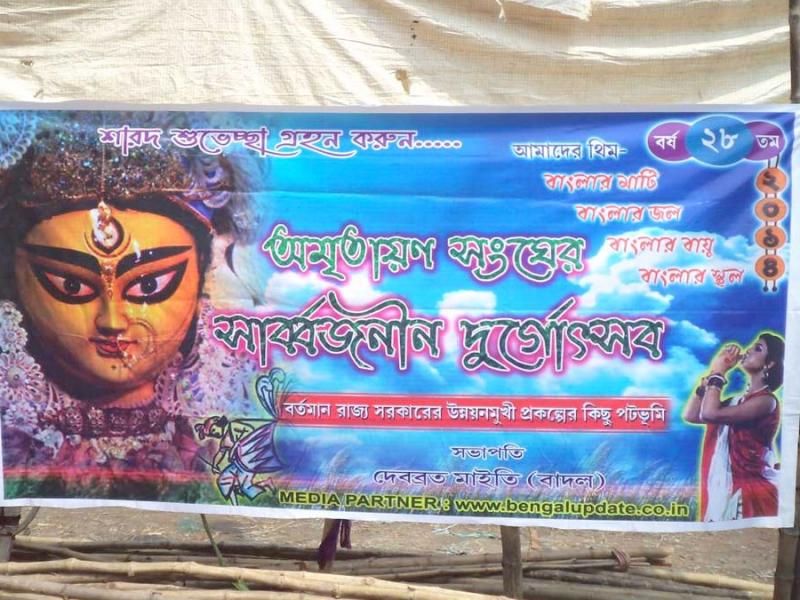 শারদ শুভেচ্ছা গ্রহন করুন.....
আমাদের থিম-
বর্ষ ২৮ তম
বাংলার মাটি
বাংলার জল
বাংলার বায়ু
বাংলার স্থল
অমৃতায়ণ সংঘের
সার্ব্বজনীন দুর্গোৎসব
বর্তমান রাজ্য সরকারের উন্নয়নমুখী প্রকল্পের কিছু পটভূমি
সভাপতি
দেবব্রত মাইতি (বাদল)
MEDIA PARTNER : www.bengalupdate.co.in